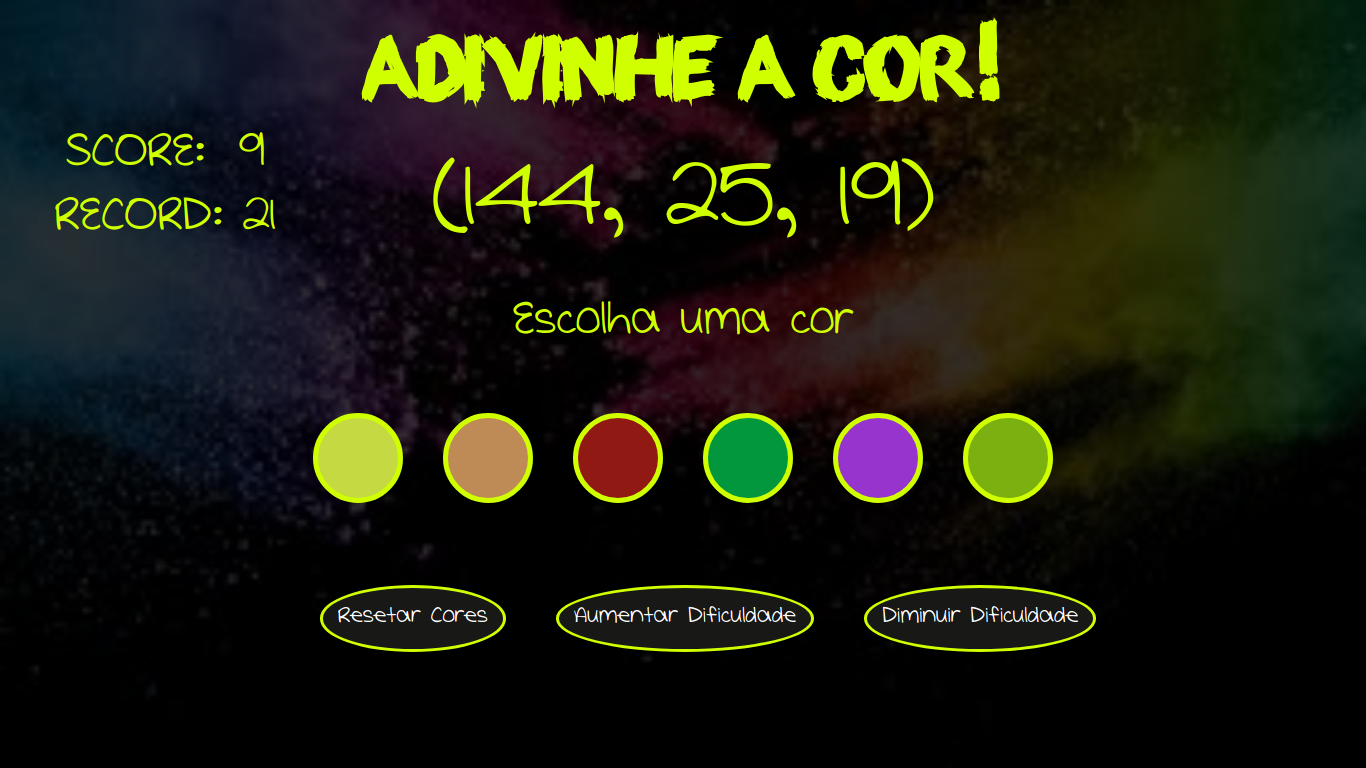 ADIVINHE A COR!
SCORE: 9
RECORD: 21
(144, 25, 19)
Escolha uma cor
Resetar Cores
Aumentar Dificuldade
Diminuir Dificuldade